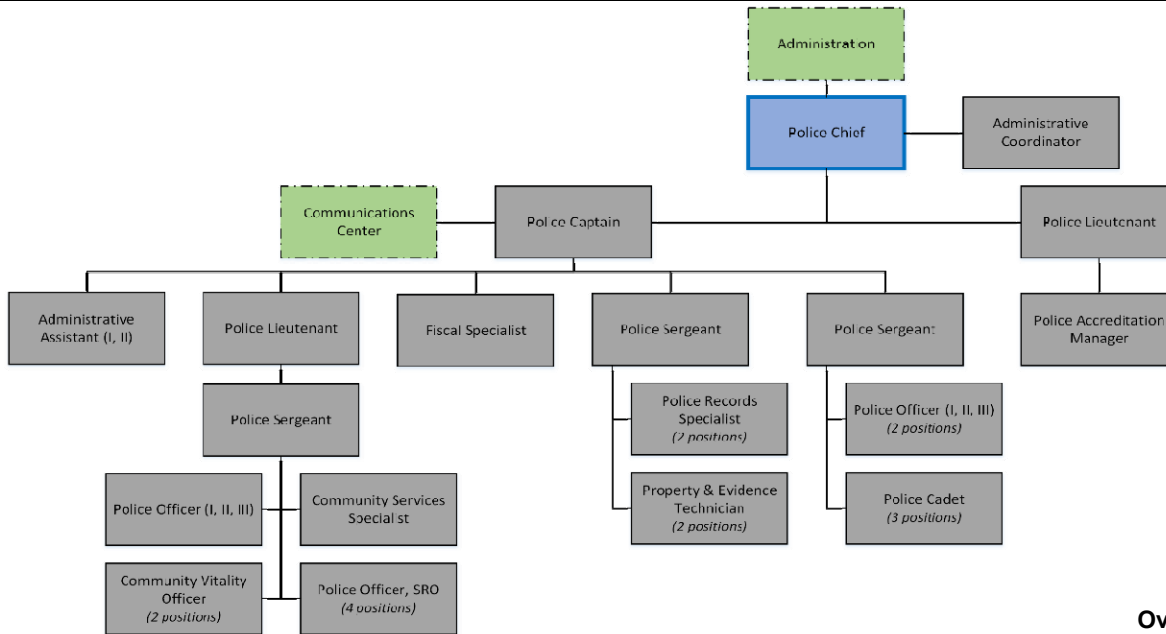 Administration
Police Chief
Administrative
Coordinator
Communications
Center
Police Captain
Police Lieutenant
Administrative
Assistant (I, II)
Police Lieutenant
Fiscal Specialist
Police Sergeant
Police Sergeant
Police Accreditation
Manager
Police Sergeant
Police Records
Specialist
(2 positions)
Police Officer (I, II, III)
(2 positions)
Police Officer (I, II, III)
Community Services
Specialist
Property & Evidence
Technician
(2 positions)
Police Cadet
(3 positions)
Community Vitality
Officer
(2 positions)
Police Officer, SRO
(4 positions)
Ov